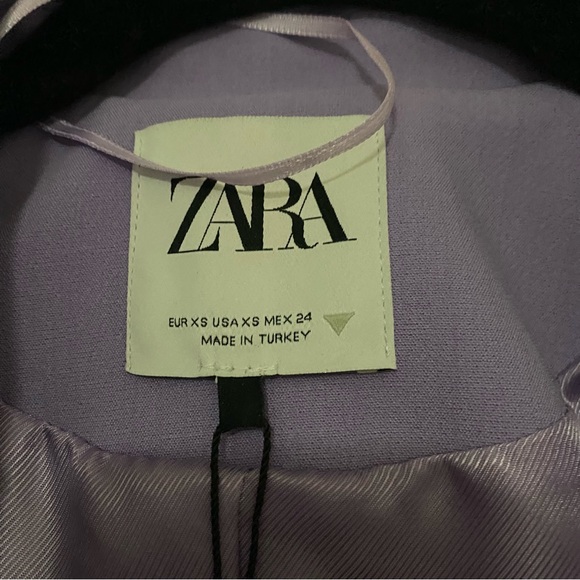 ZARA
EUR XS USA XS MEX 24
MADE IN TURKEY